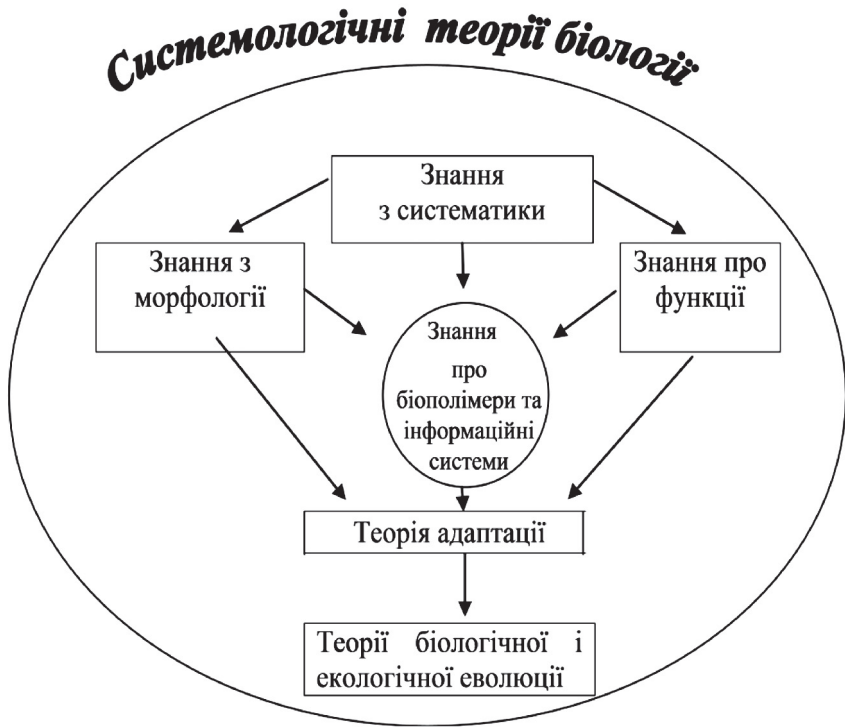 Системологічні теорії біології
Знання
з систематики
Знання з
морфології
Знання про
функції
Знання
про
біополімери та
інформаційні
системи
Теорія адаптації
Теорії біологічної і
екологічної еволюції